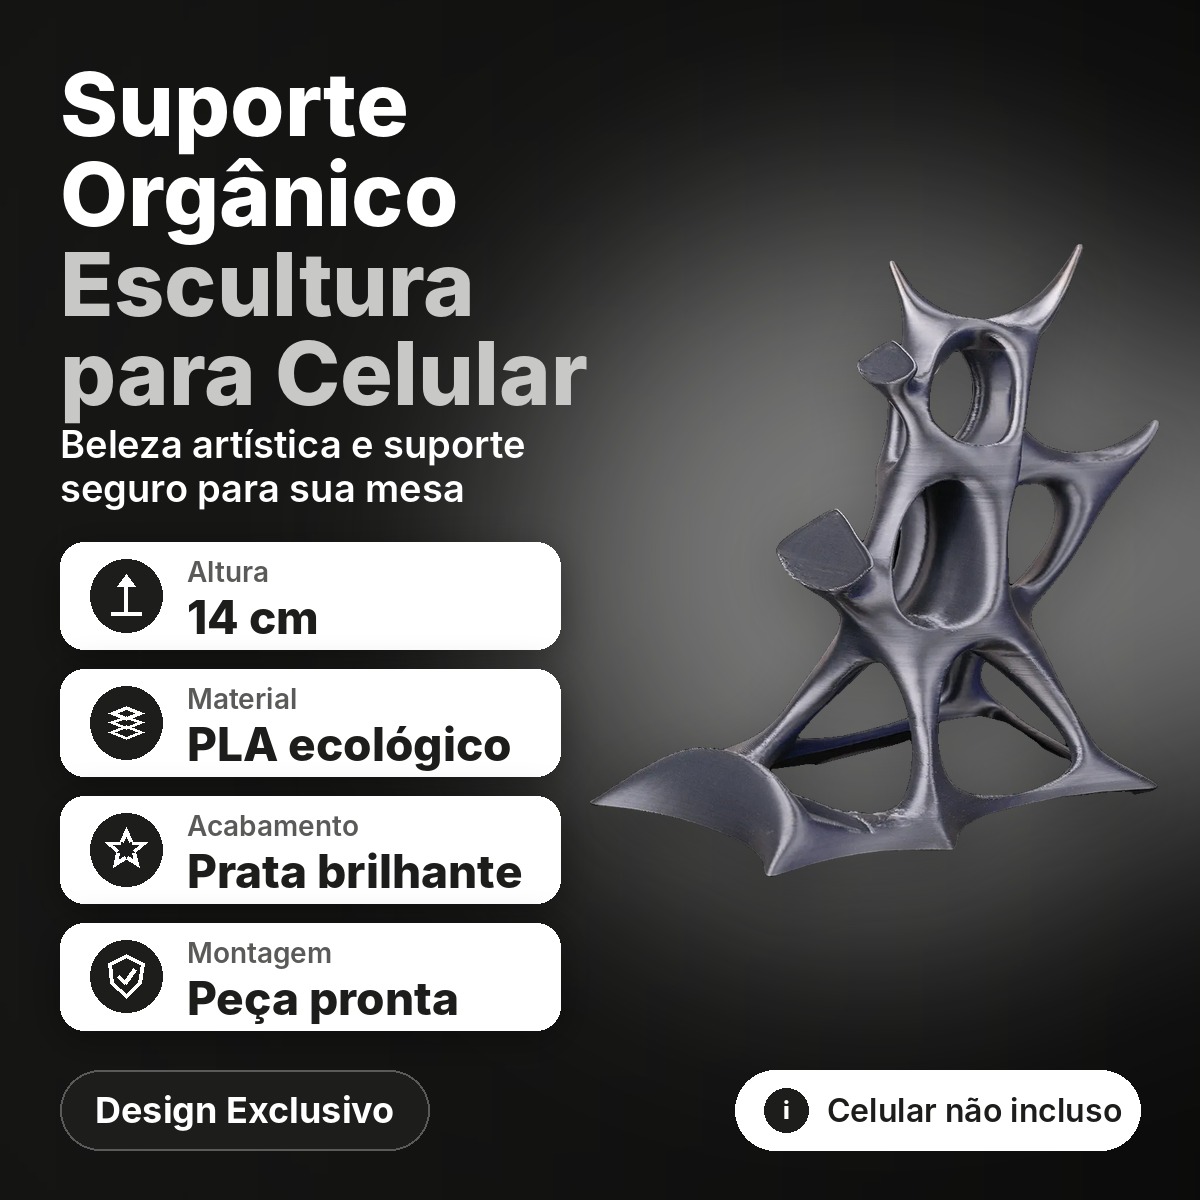 Suporte
Orgânico
Escultura
para Celular
Beleza artística e suporte
seguro para sua mesa
Altura
14 cm
Material
PLA ecológico
Acabamento
Prata brilhante
Montagem
Peça pronta
Design Exclusivo
i Celular não incluso